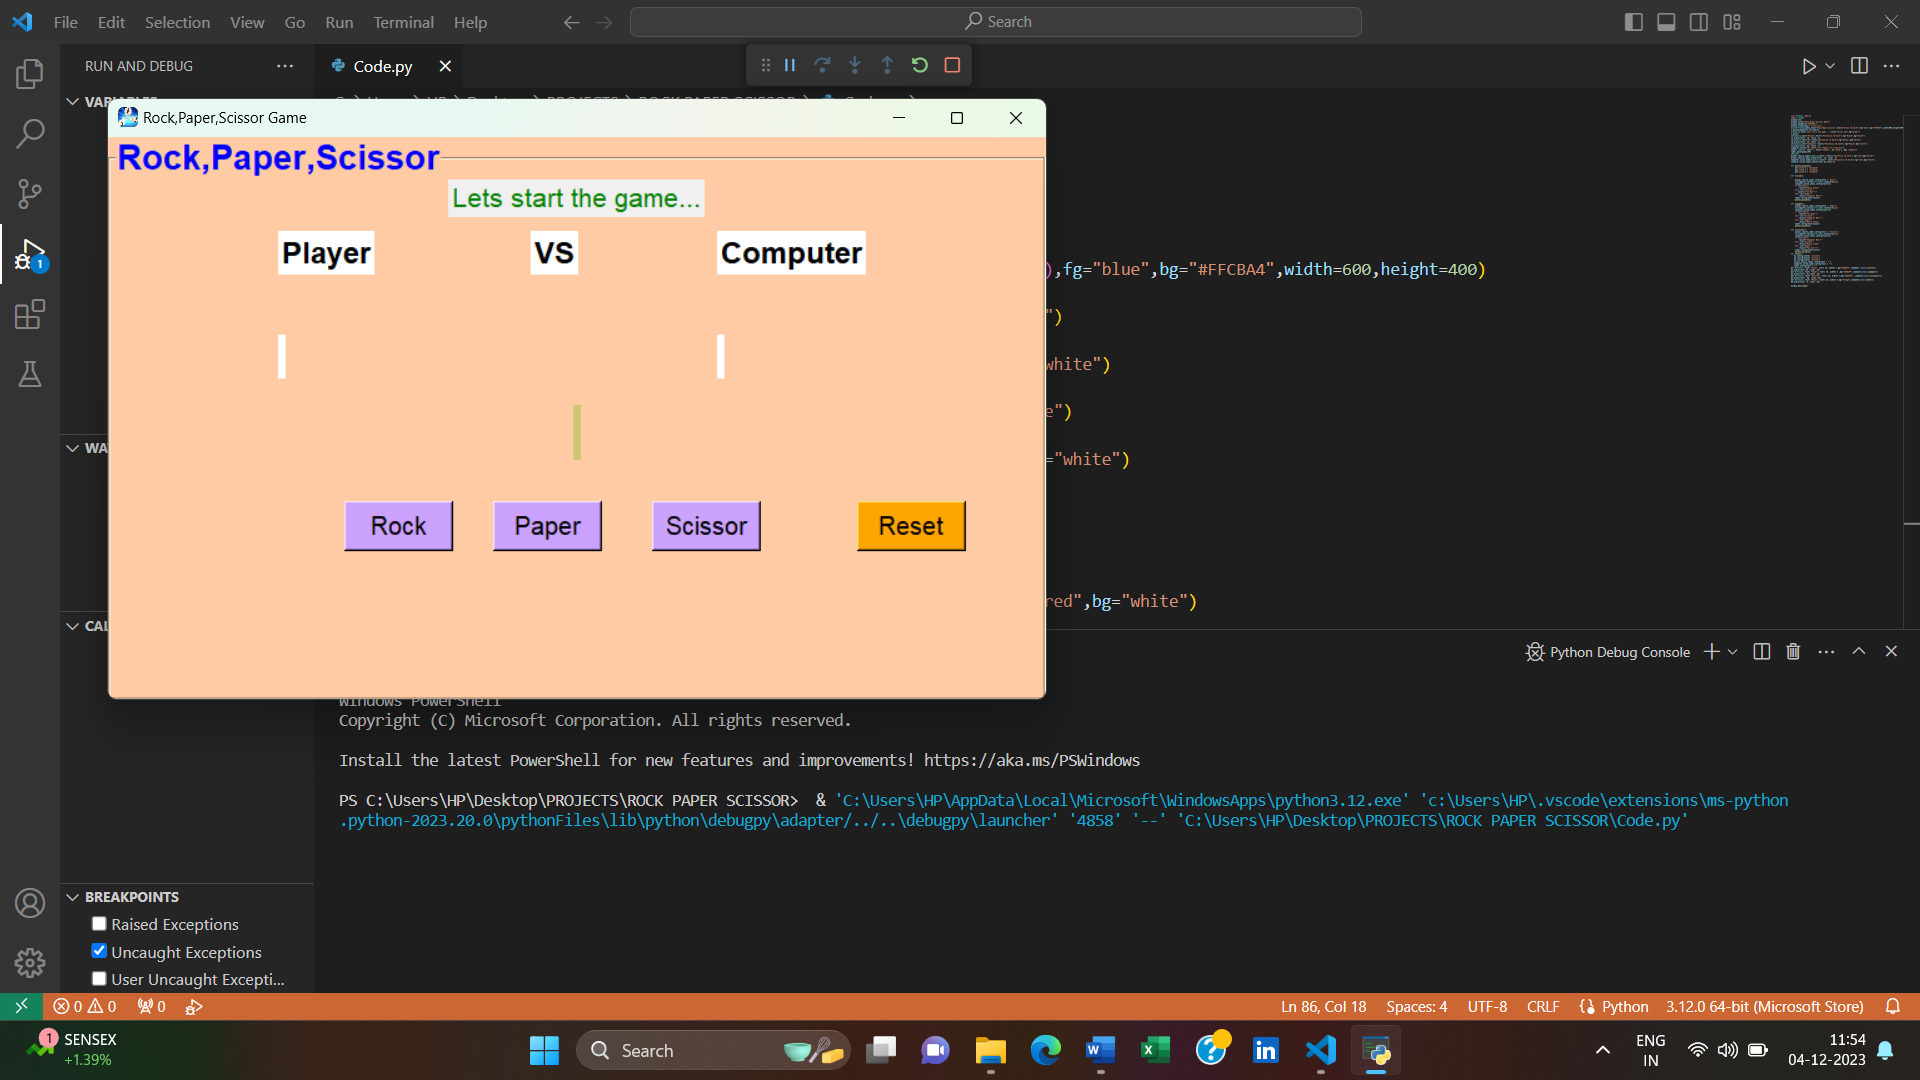 File Edit Selection View Go Run Terminal Help
Search
RUN AND DEBUG
Code.py
Rock,Paper,Scissor Game
Rock,Paper,Scissor
Lets start the game...
Player VS Computer
Rock Paper Scissor Reset
),fg="blue",bg="#FFCBA4",width=600,height=400)
")
white")
e")
="white")
red",bg="white")
WA
CAL
Python Debug Console
Windows PowerShell
Copyright (C) Microsoft Corporation. All rights reserved.
Install the latest PowerShell for new features and improvements! https://aka.ms/PSWindows
PS C:\Users\HP\Desktop\PROJECTS\ROCK PAPER SCISSOR>  & 'C:\Users\HP\AppData\Local\Microsoft\WindowsApps\python3.12.exe' 'c:\Users\HP\.vscode\extensions\ms-python
.python-2023.20.0\pythonFiles\lib\python\debugpy\adapter/../..\debugpy\launcher' '4858' '--' 'C:\Users\HP\Desktop\PROJECTS\ROCK PAPER SCISSOR\Code.py'
BREAKPOINTS
Raised Exceptions
Uncaught Exceptions
User Uncaught Excepti...
0 0 0
Ln 86, Col 18 Spaces: 4 UTF-8 CRLF Python 3.12.0 64-bit (Microsoft Store)
1
SENSEX
+1.39%
Search
ENG
IN
11:54
04-12-2023